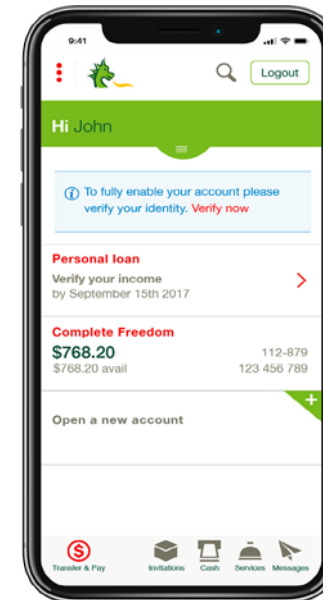 9:41
Logout
Hi John
To fully enable your account please
verify your identity. Verify now
Personal loan
Verify your income
by September 15th 2017
Complete Freedom
$768.20
112-879
$768.20 avail
123 456 789
Open a new account
Transfer & Pay
Invitations
Cash
Services
Messages